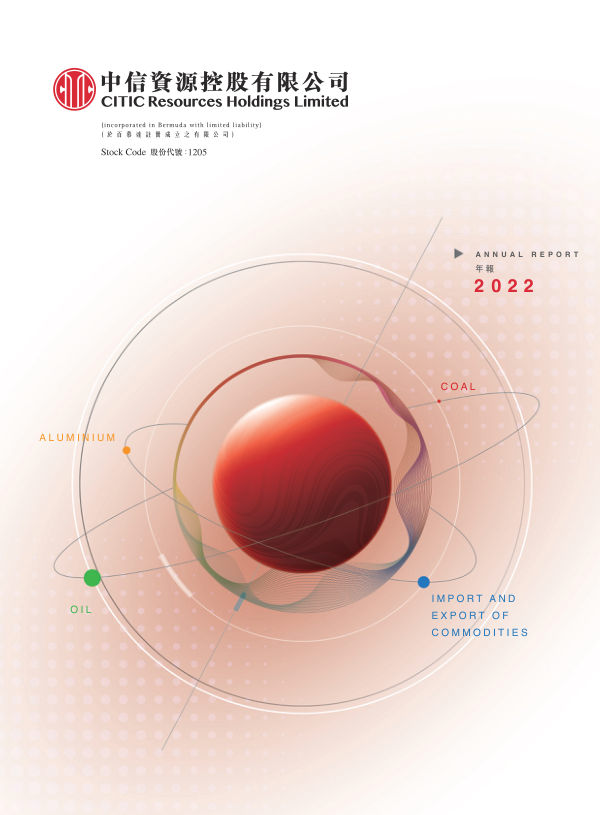 CITIC
中信資源控股有限公司
CITIC Resources Holdings Limited
(incorporated in Bermuda with limited liability)
(於百慕達註冊成立之有限公司)
Stock Code 股份代號：1205
ANNUAL REPORT
年報
2022
COAL
ALUMINIUM
OIL
IMPORT AND
EXPORT OF
COMMODITIES